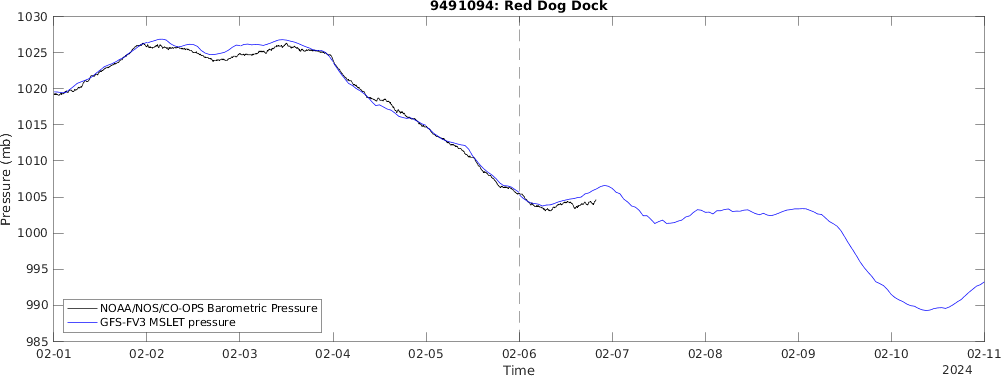 9491094: Red Dog Dock
Pressure (mb)
1030
1025
1020
1015
1010
1005
1000
995
990
985
NOAA/NOS/CO-OPS Barometric Pressure
GFS-FV3 MSLET pressure
02-01 02-02 02-03 02-04 02-05 02-06 02-07 02-08 02-09 02-10 02-11
Time
2024